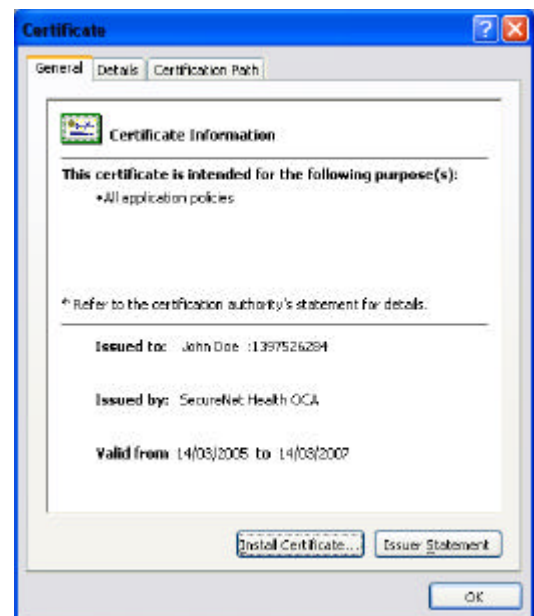 Certificate
General Details Certification Path
Certificate Information
This certificate is intended for the following purpose(s):
•All application policies
* Refer to the certification authority's statement for details.
Issued to: John Doe :1397526284
Issued by: SecureNet Health OCA
Valid from 14/03/2005 to 14/03/2007
Install Certificate... Issuer Statement
OK